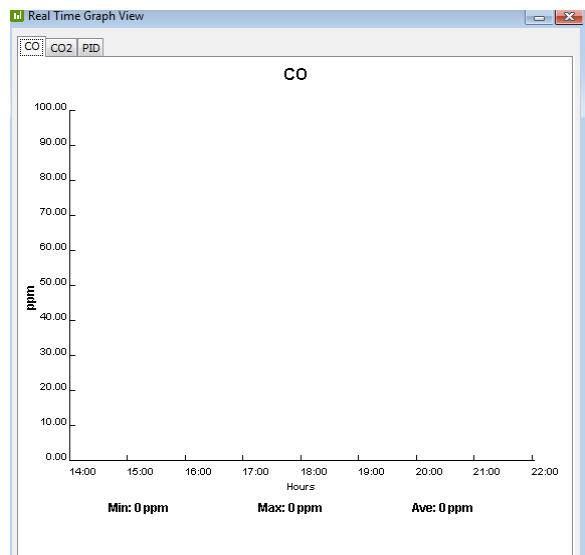 Real Time Graph View
CO CO2 PID
CO
100.00
90.00
80.00
70.00
60.00
50.00
40.00
30.00
20.00
10.00
0.00
ppm
14:00 15:00 16:00 17:00 18:00 19:00 20:00 21:00 22:00
Hours
Min: 0 ppm Max: 0 ppm Ave: 0 ppm